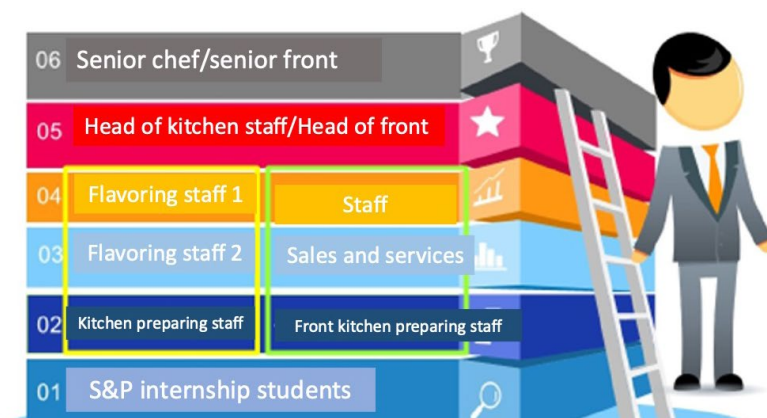 06 Senior chef/senior front
05 Head of kitchen staff/Head of front
04 Flavoring staff 1 Staff
03 Flavoring staff 2 Sales and services
02 Kitchen preparing staff Front kitchen preparing staff
01 S&P internship students